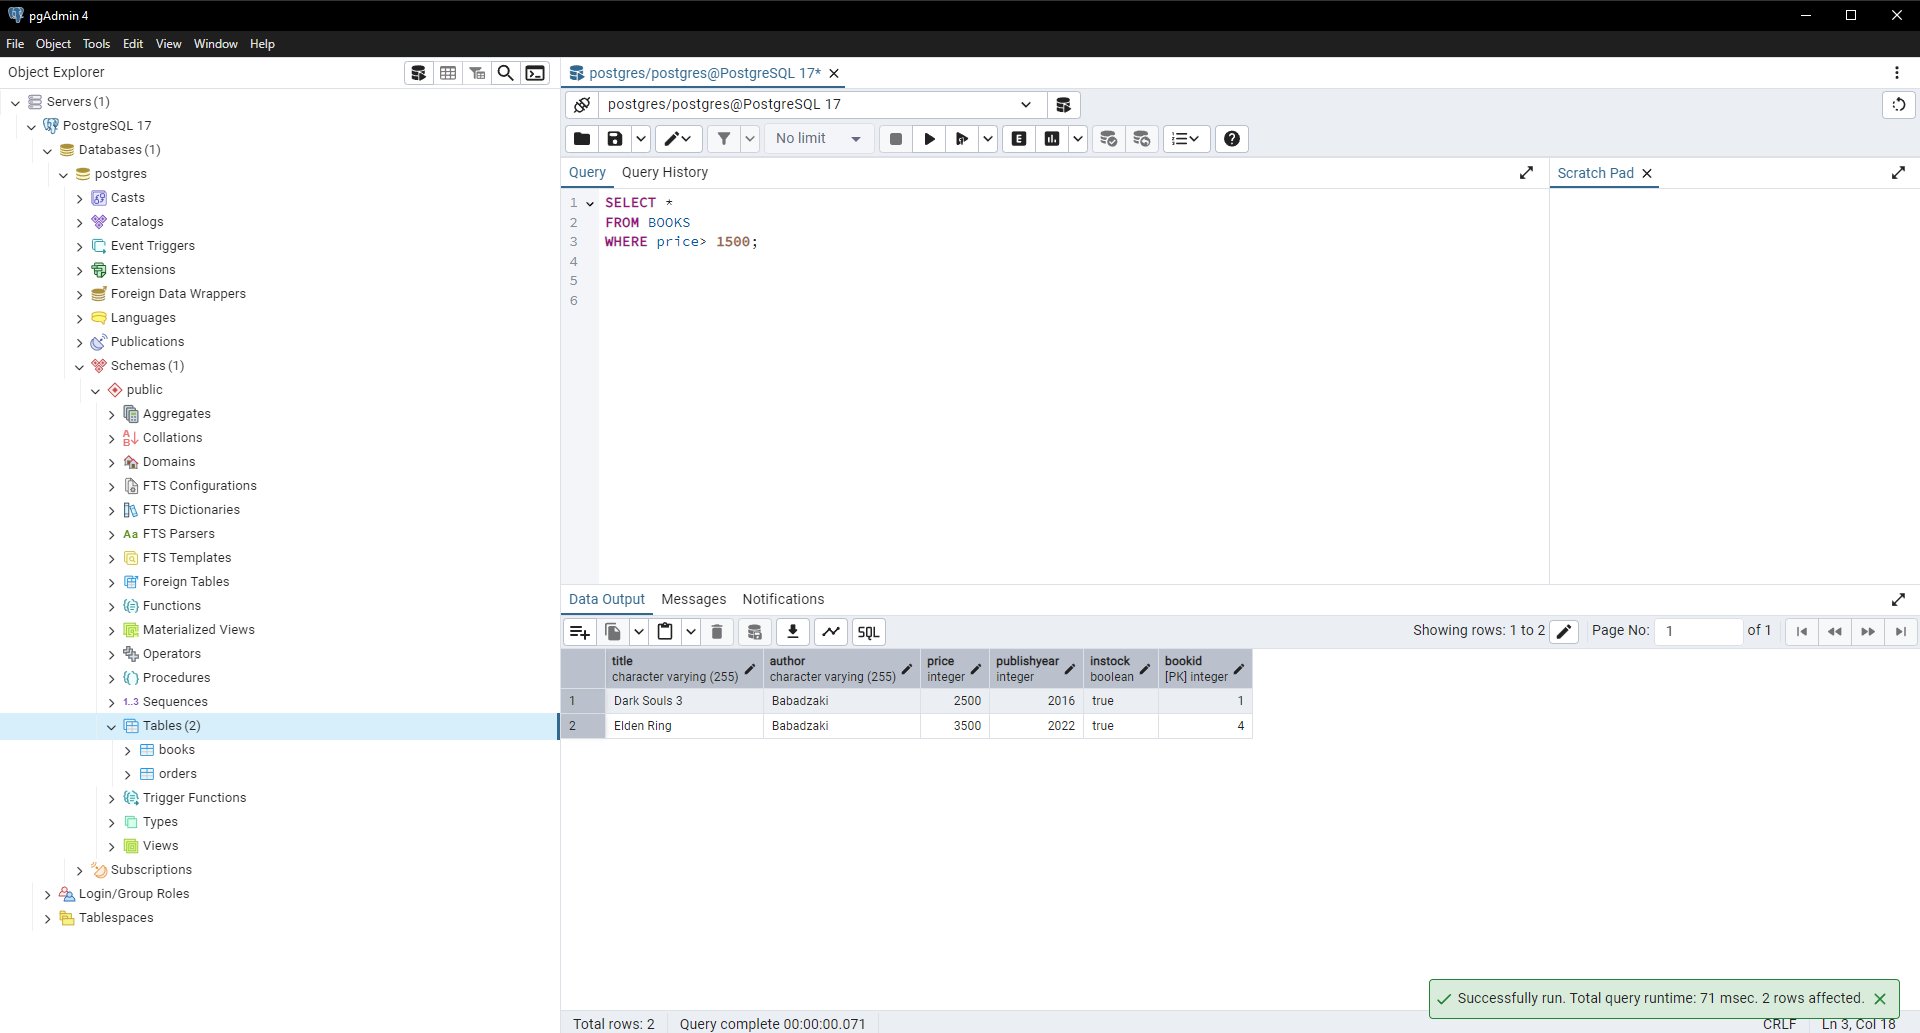 pgAdmin 4
File Object Tools Edit View Window Help
Object Explorer
Servers (1)
PostgreSQL 17
Databases (1)
postgres
Casts
Catalogs
Event Triggers
Extensions
Foreign Data Wrappers
Languages
Publications
Schemas (1)
public
Aggregates
Collations
Domains
FTS Configurations
FTS Dictionaries
Aa FTS Parsers
FTS Templates
Foreign Tables
Functions
Materialized Views
Operators
Procedures
1..3 Sequences
Tables (2)
books
orders
Trigger Functions
Types
Views
Subscriptions
Login/Group Roles
Tablespaces
postgres/postgres@PostgreSQL 17*
postgres/postgres@PostgreSQL 17
No limit E
Query Query History
Scratch Pad
1 SELECT *
2 FROM BOOKS
3 WHERE price> 1500;
4
5
6
Data Output Messages Notifications
SQL Showing rows: 1 to 2 Page No: 1 of 1
title author price publishyear instock bookid
character varying (255) character varying (255) integer integer boolean [PK] integer
1 Dark Souls 3 Babadzaki 2500 2016 true 1
2 Elden Ring Babadzaki 3500 2022 true 4
Successfully run. Total query runtime: 71 msec. 2 rows affected.
Total rows: 2 Query complete 00:00:00.071 CRLF Ln 3, Col 18